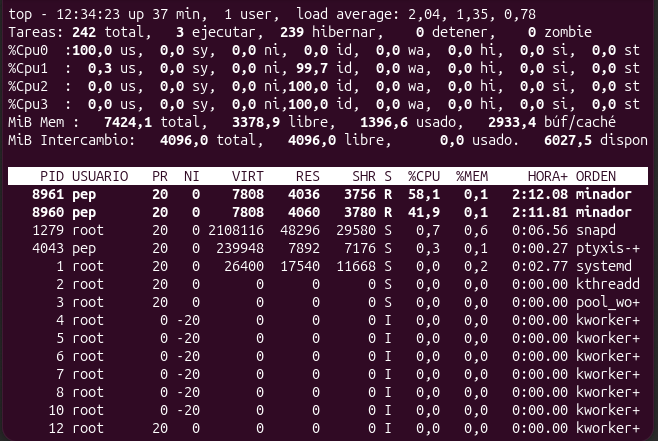 top - 12:34:23 up 37 min,  1 user,  load average: 2,04, 1,35, 0,78
Tareas: 242 total,   3 ejecutar,  239 hibernar,    0 detener,    0 zombie
%Cpu0  :100,0 us,  0,0 sy,  0,0 ni,  0,0 id,  0,0 wa,  0,0 hi,  0,0 si,  0,0 st
%Cpu1  :  0,3 us,  0,0 sy,  0,0 ni, 99,7 id,  0,0 wa,  0,0 hi,  0,0 si,  0,0 st
%Cpu2  :  0,0 us,  0,0 sy,  0,0 ni,100,0 id,  0,0 wa,  0,0 hi,  0,0 si,  0,0 st
%Cpu3  :  0,0 us,  0,0 sy,  0,0 ni,100,0 id,  0,0 wa,  0,0 hi,  0,0 si,  0,0 st
MiB Mem :   7424,1 total,   3378,9 libre,   1396,6 usado,   2933,4 búf/caché
MiB Intercambio:   4096,0 total,   4096,0 libre,      0,0 usado.   6027,5 dispon
PID USUARIO   PR  NI    VIRT    RES    SHR S  %CPU  %MEM     HORA+ ORDEN
8961 pep       20   0    7808   4036   3756 R  58,1   0,1   2:12.08 minador
8960 pep       20   0    7808   4060   3780 R  41,9   0,1   2:11.81 minador
1279 root      20   0 2108116  48296  29580 S   0,7   0,6   0:06.56 snapd
4043 pep       20   0  239948   7892   7176 S   0,3   0,1   0:00.27 ptyxis-+
1 root      20   0   26400  17540  11668 S   0,0   0,2   0:02.77 systemd
2 root      20   0       0      0      0 S   0,0   0,0   0:00.00 kthreadd
3 root      20   0       0      0      0 S   0,0   0,0   0:00.00 pool_wo+
4 root       0 -20       0      0      0 I   0,0   0,0   0:00.00 kworker+
5 root       0 -20       0      0      0 I   0,0   0,0   0:00.00 kworker+
6 root       0 -20       0      0      0 I   0,0   0,0   0:00.00 kworker+
7 root       0 -20       0      0      0 I   0,0   0,0   0:00.00 kworker+
8 root       0 -20       0      0      0 I   0,0   0,0   0:00.00 kworker+
10 root       0 -20       0      0      0 I   0,0   0,0   0:00.00 kworker+
12 root      20   0       0      0      0 I   0,0   0,0   0:00.00 kworker+